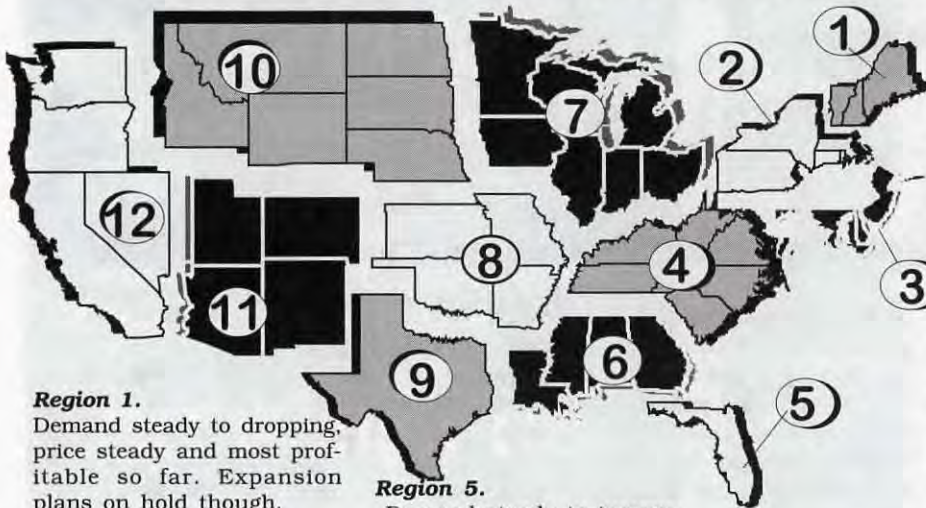 1
2
10
7
12
8
4
3
11
6
9
5
Region 1.
Demand steady to dropping,
price steady and most prof-
itable so far. Expansion
plans on hold though.
Region 5.